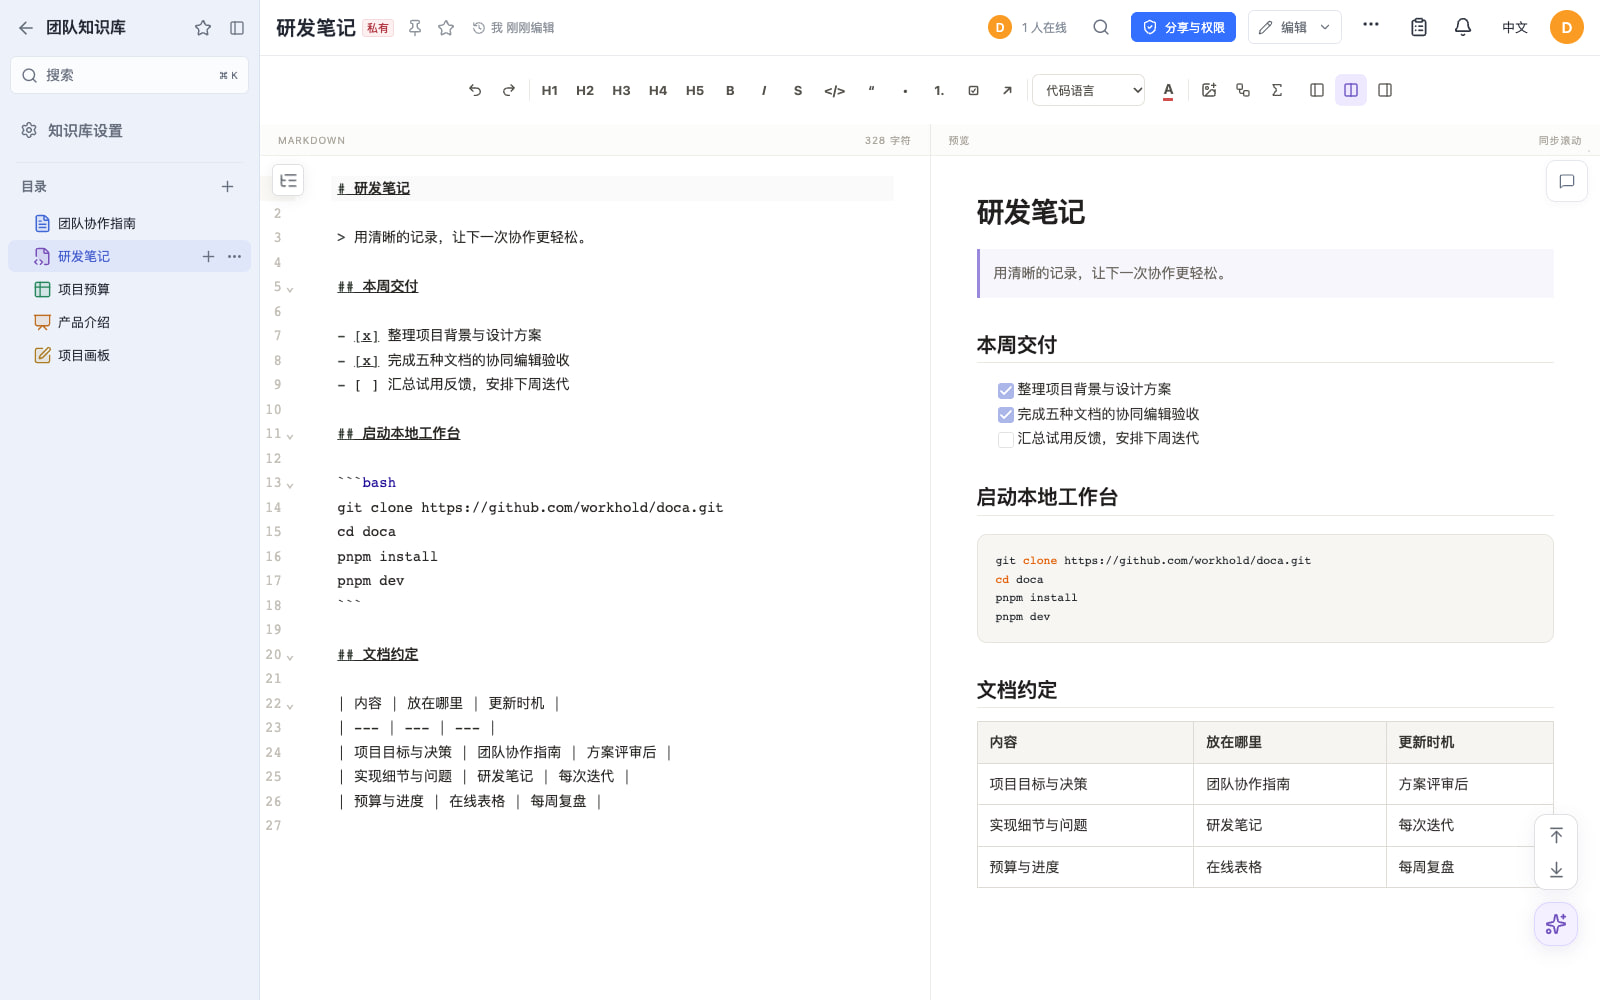 团队知识库
搜索
⌘ K
知识库设置
目录
团队协作指南
研发笔记
项目预算
产品介绍
项目画板
研发笔记 私有 我 刚刚编辑
D 1 人在线 分享与权限 编辑 中文 D
H1 H2 H3 H4 H5 B I S </> “ • 1. 代码语言 A Σ
MARKDOWN 328 字符
# 研发笔记
2
3 > 用清晰的记录，让下一次协作更轻松。
4
5 ## 本周交付
6
7 - [x] 整理项目背景与设计方案
8 - [x] 完成五种文档的协同编辑验收
9 - [ ] 汇总试用反馈，安排下周迭代
10
11 ## 启动本地工作台
12
13 ```bash
14 git clone https://github.com/workhold/doca.git
15 cd doca
16 pnpm install
17 pnpm dev
18 ```
19
20 ## 文档约定
21
22 | 内容 | 放在哪里 | 更新时机 |
23 | --- | --- | --- |
24 | 项目目标与决策 | 团队协作指南 | 方案评审后 |
25 | 实现细节与问题 | 研发笔记 | 每次迭代 |
26 | 预算与进度 | 在线表格 | 每周复盘 |
27
预览 同步滚动
研发笔记
用清晰的记录，让下一次协作更轻松。
本周交付
整理项目背景与设计方案
完成五种文档的协同编辑验收
汇总试用反馈，安排下周迭代
启动本地工作台
git clone https://github.com/workhold/doca.git
cd doca
pnpm install
pnpm dev
文档约定
内容 放在哪里 更新时机
项目目标与决策 团队协作指南 方案评审后
实现细节与问题 研发笔记 每次迭代
预算与进度 在线表格 每周复盘